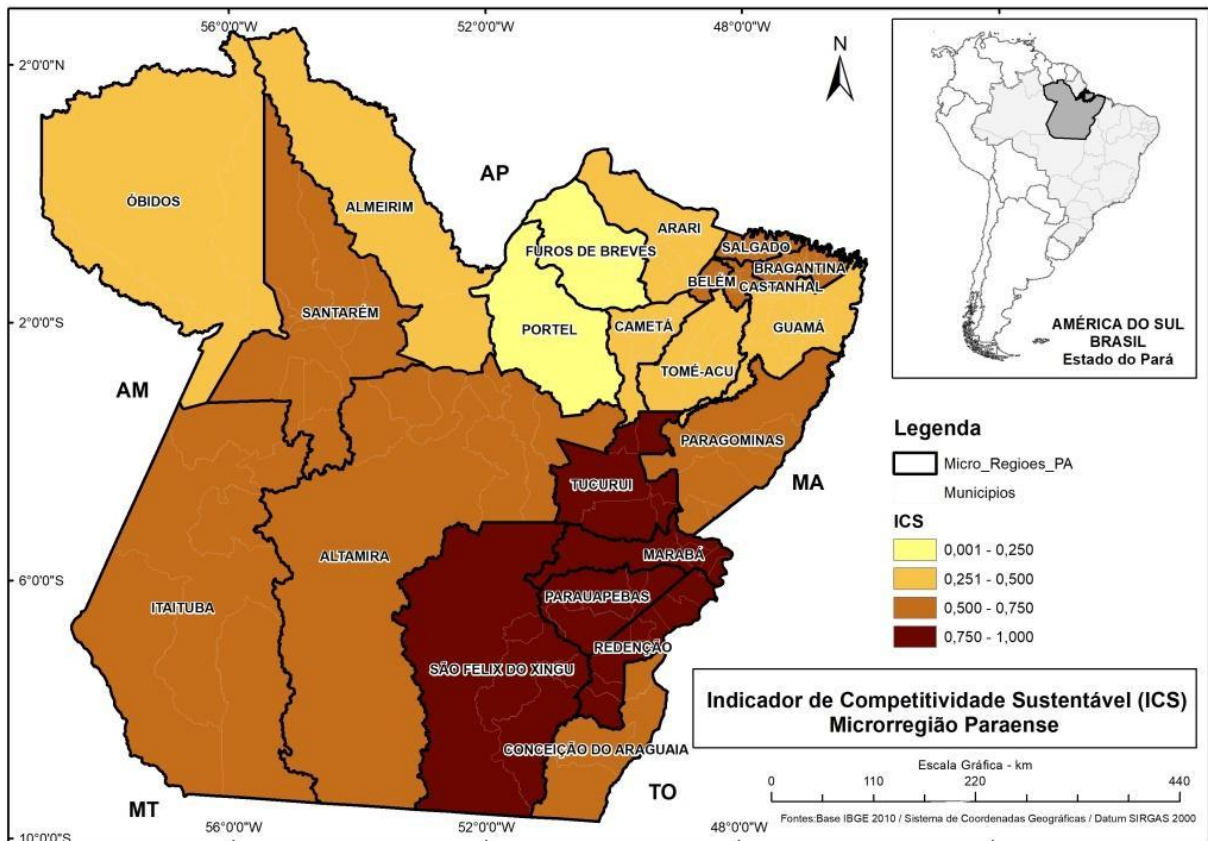 56°0'0"W
52°0'0"W
48°0'0"W
2°0'0"N
N
AP
ÓBIDOS
ALMEIRIM
ARARI
FUROS DE BREVES
SALGADO
BRAGANTINA
BELÉM
CASTANHAL
SANTARÉM
2°0'0"S
PORTEL
CAMETÁ
GUAMÁ
TOMÉ-ACU
AMÉRICA DO SUL
BRASIL
Estado do Pará
AM
PARAGOMINAS
Legenda
Micro_Regioes_PA
Municipios
MA
TUCURUI
ICS
0,001 - 0,250
0,251 - 0,500
0,500 - 0,750
0,750 - 1,000
ALTAMIRA
MARABÁ
6°0'0"S
ITAITUBA
PARAUAPEBAS
REDENÇÃO
SÃO FELIX DO XINGU
Indicador de Competitividade Sustentável (ICS)
Microrregião Paraense
CONCEIÇÃO DO ARAGUAIA
TO
MT
Escala Gráfica - km
0 110 220 440
Fontes:Base IBGE 2010 / Sistema de Coordenadas Geográficas / Datum SIRGAS 2000
56°0'0"W
52°0'0"W
48°0'0"W
10°0'0"S